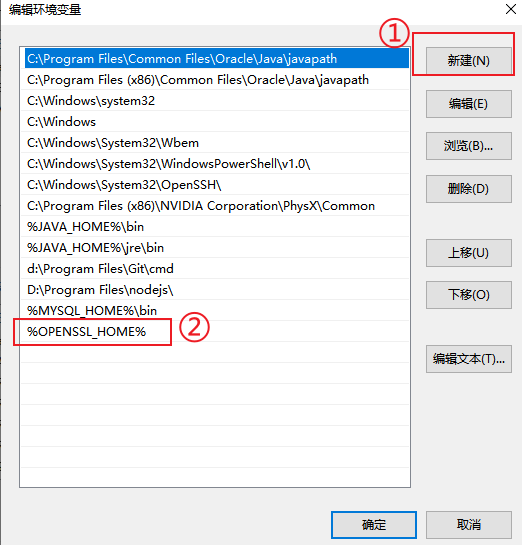 编辑环境变量
①
C:\Program Files\Common Files\Oracle\Java\javapath
新建(N)
C:\Program Files (x86)\Common Files\Oracle\Java\javapath
C:\Windows\system32
编辑(E)
C:\Windows
C:\Windows\System32\Wbem
浏览(B)...
C:\Windows\System32\WindowsPowerShell\v1.0\
C:\Windows\System32\OpenSSH\
删除(D)
C:\Program Files (x86)\NVIDIA Corporation\PhysX\Common
%JAVA_HOME%\bin
%JAVA_HOME%\jre\bin
上移(U)
d:\Program Files\Git\cmd
D:\Program Files\nodejs\
下移(O)
%MYSQL_HOME%\bin
%OPENSSL_HOME%
②
编辑文本(T)...
确定
取消